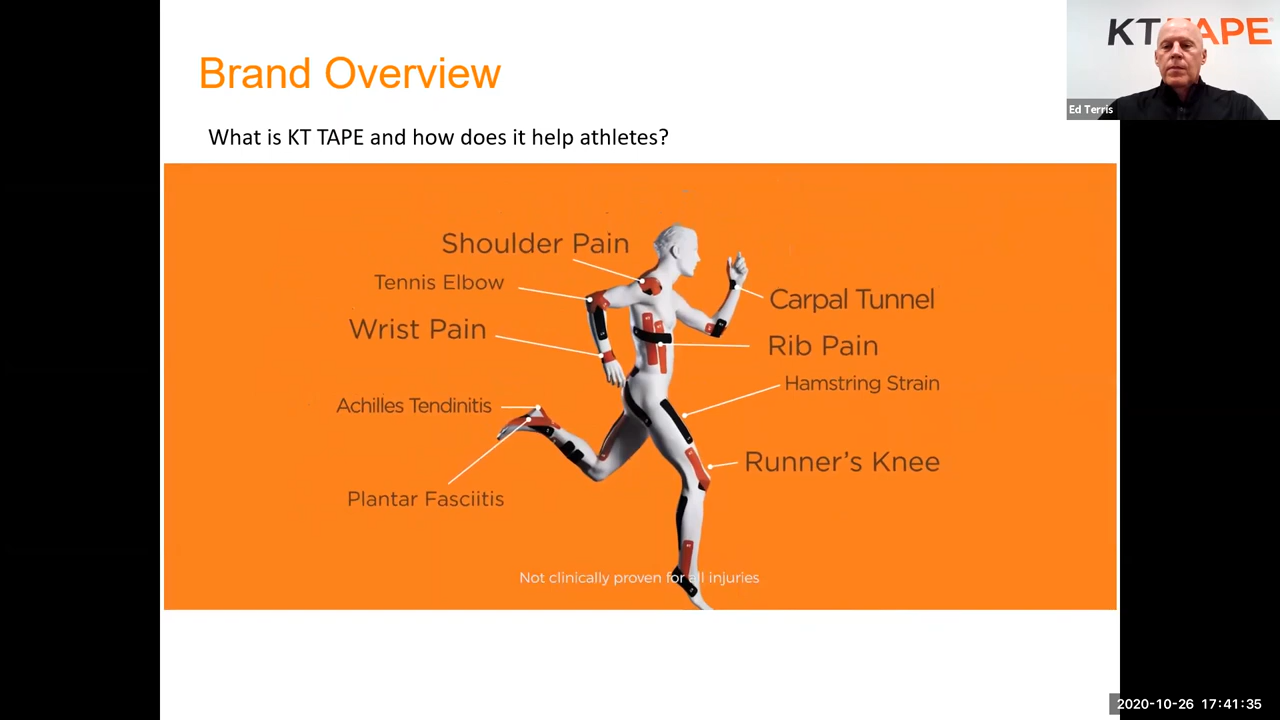 Brand Overview
KT TAPE
Ed Terris
What is KT TAPE and how does it help athletes?
Shoulder Pain
Tennis Elbow
Carpal Tunnel
Wrist Pain
Rib Pain
Hamstring Strain
Achilles Tendinitis
Runner's Knee
Plantar Fasciitis
Not clinically proven for all injuries
2020-10-26 17:41:35